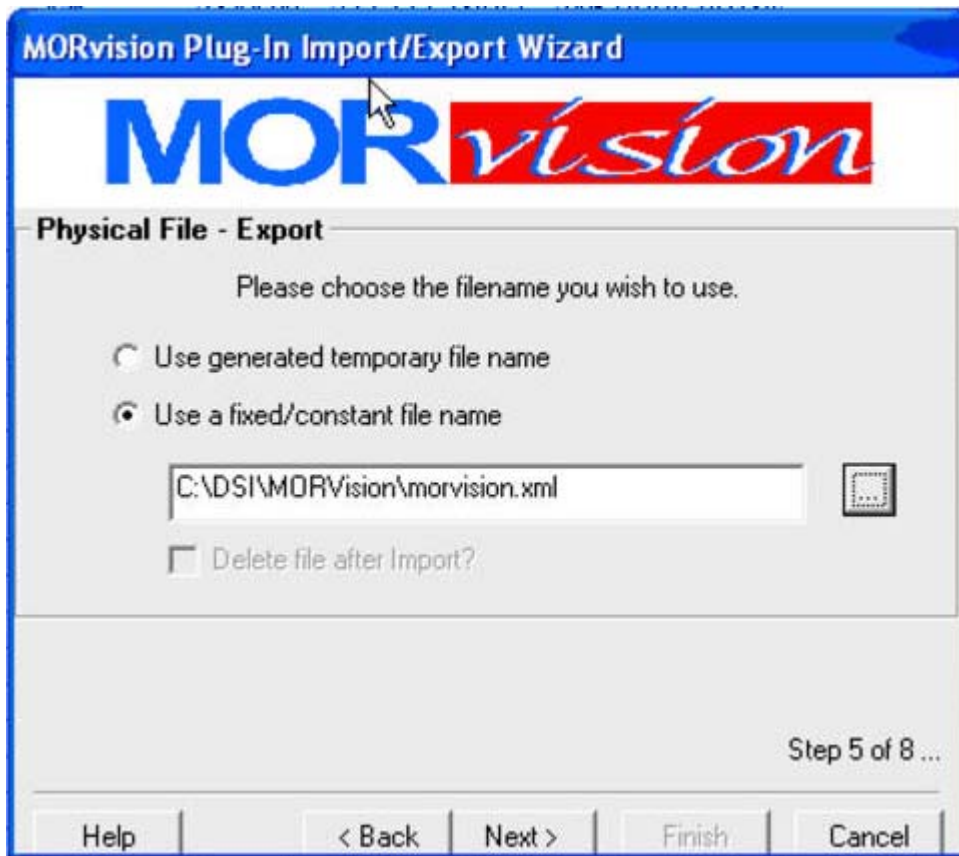 MORvision Plug-In Import/Export Wizard
MORvision
Physical File - Export
Please choose the filename you wish to use.
Use generated temporary file name
Use a fixed/constant file name
C:\DSI\MORVision\morvision.xml
...
Delete file after Import?
Step 5 of 8 ...
Help
< Back
Next >
Finish
Cancel